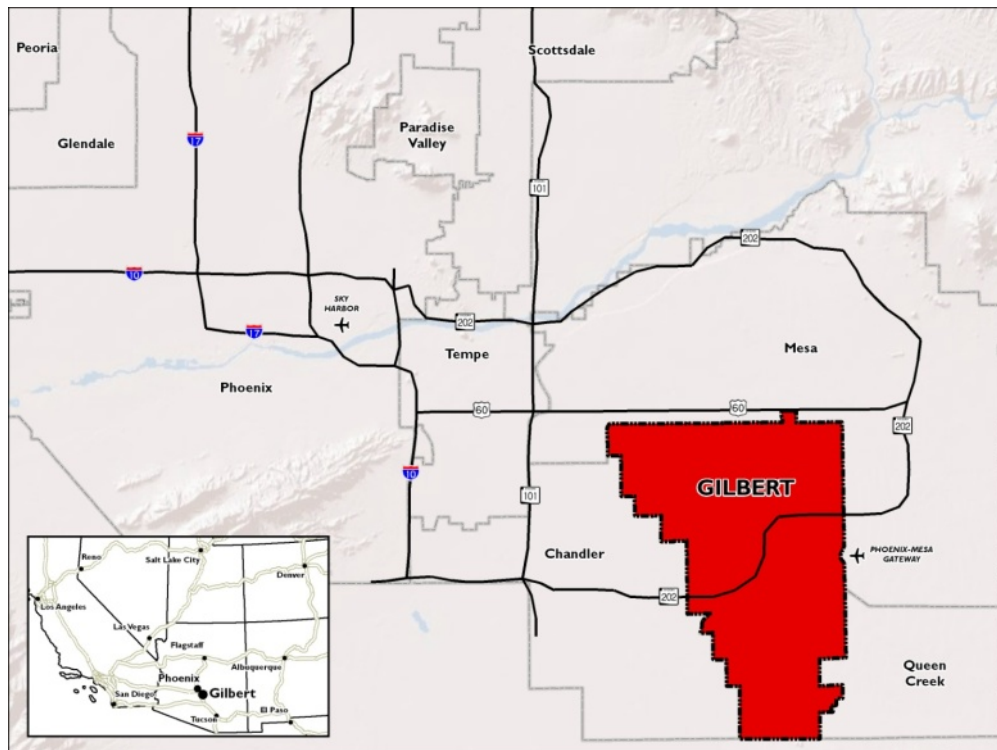 Peoria
Scottsdale
17
Paradise
Valley
Glendale
101
202
10
SKY
HARBOR
202
17
Tempe
Mesa
Phoenix
60
60
202
10
GILBERT
101
Chandler
PHOENIX-MESA
GATEWAY
202
Queen
Creek
Reno
Salt Lake City
Denver
Los Angeles
Las Vegas
Flagstaff
Albuquerque
Phoenix
Gilbert
San Diego
Tucson
El Paso